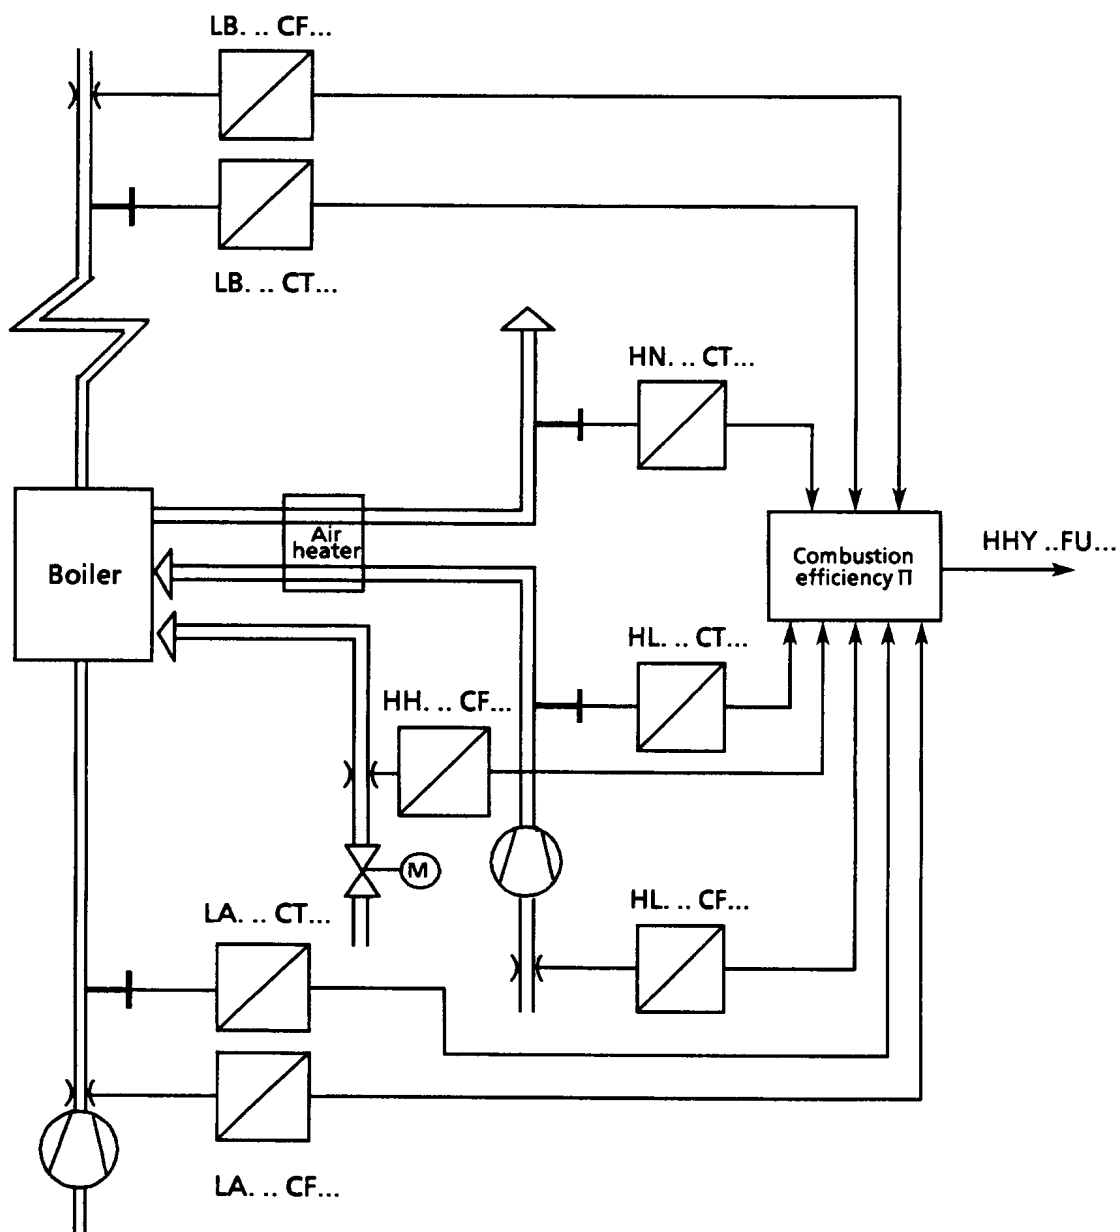 LB. .. CF...
LB. .. CT...
HN. .. CT...
Air
heater
Boiler
Combustion
efficiency Π
HHY ..FU...
HL. .. CT...
HH. .. CF...
M
HL. .. CF...
LA. .. CT...
LA. .. CF...